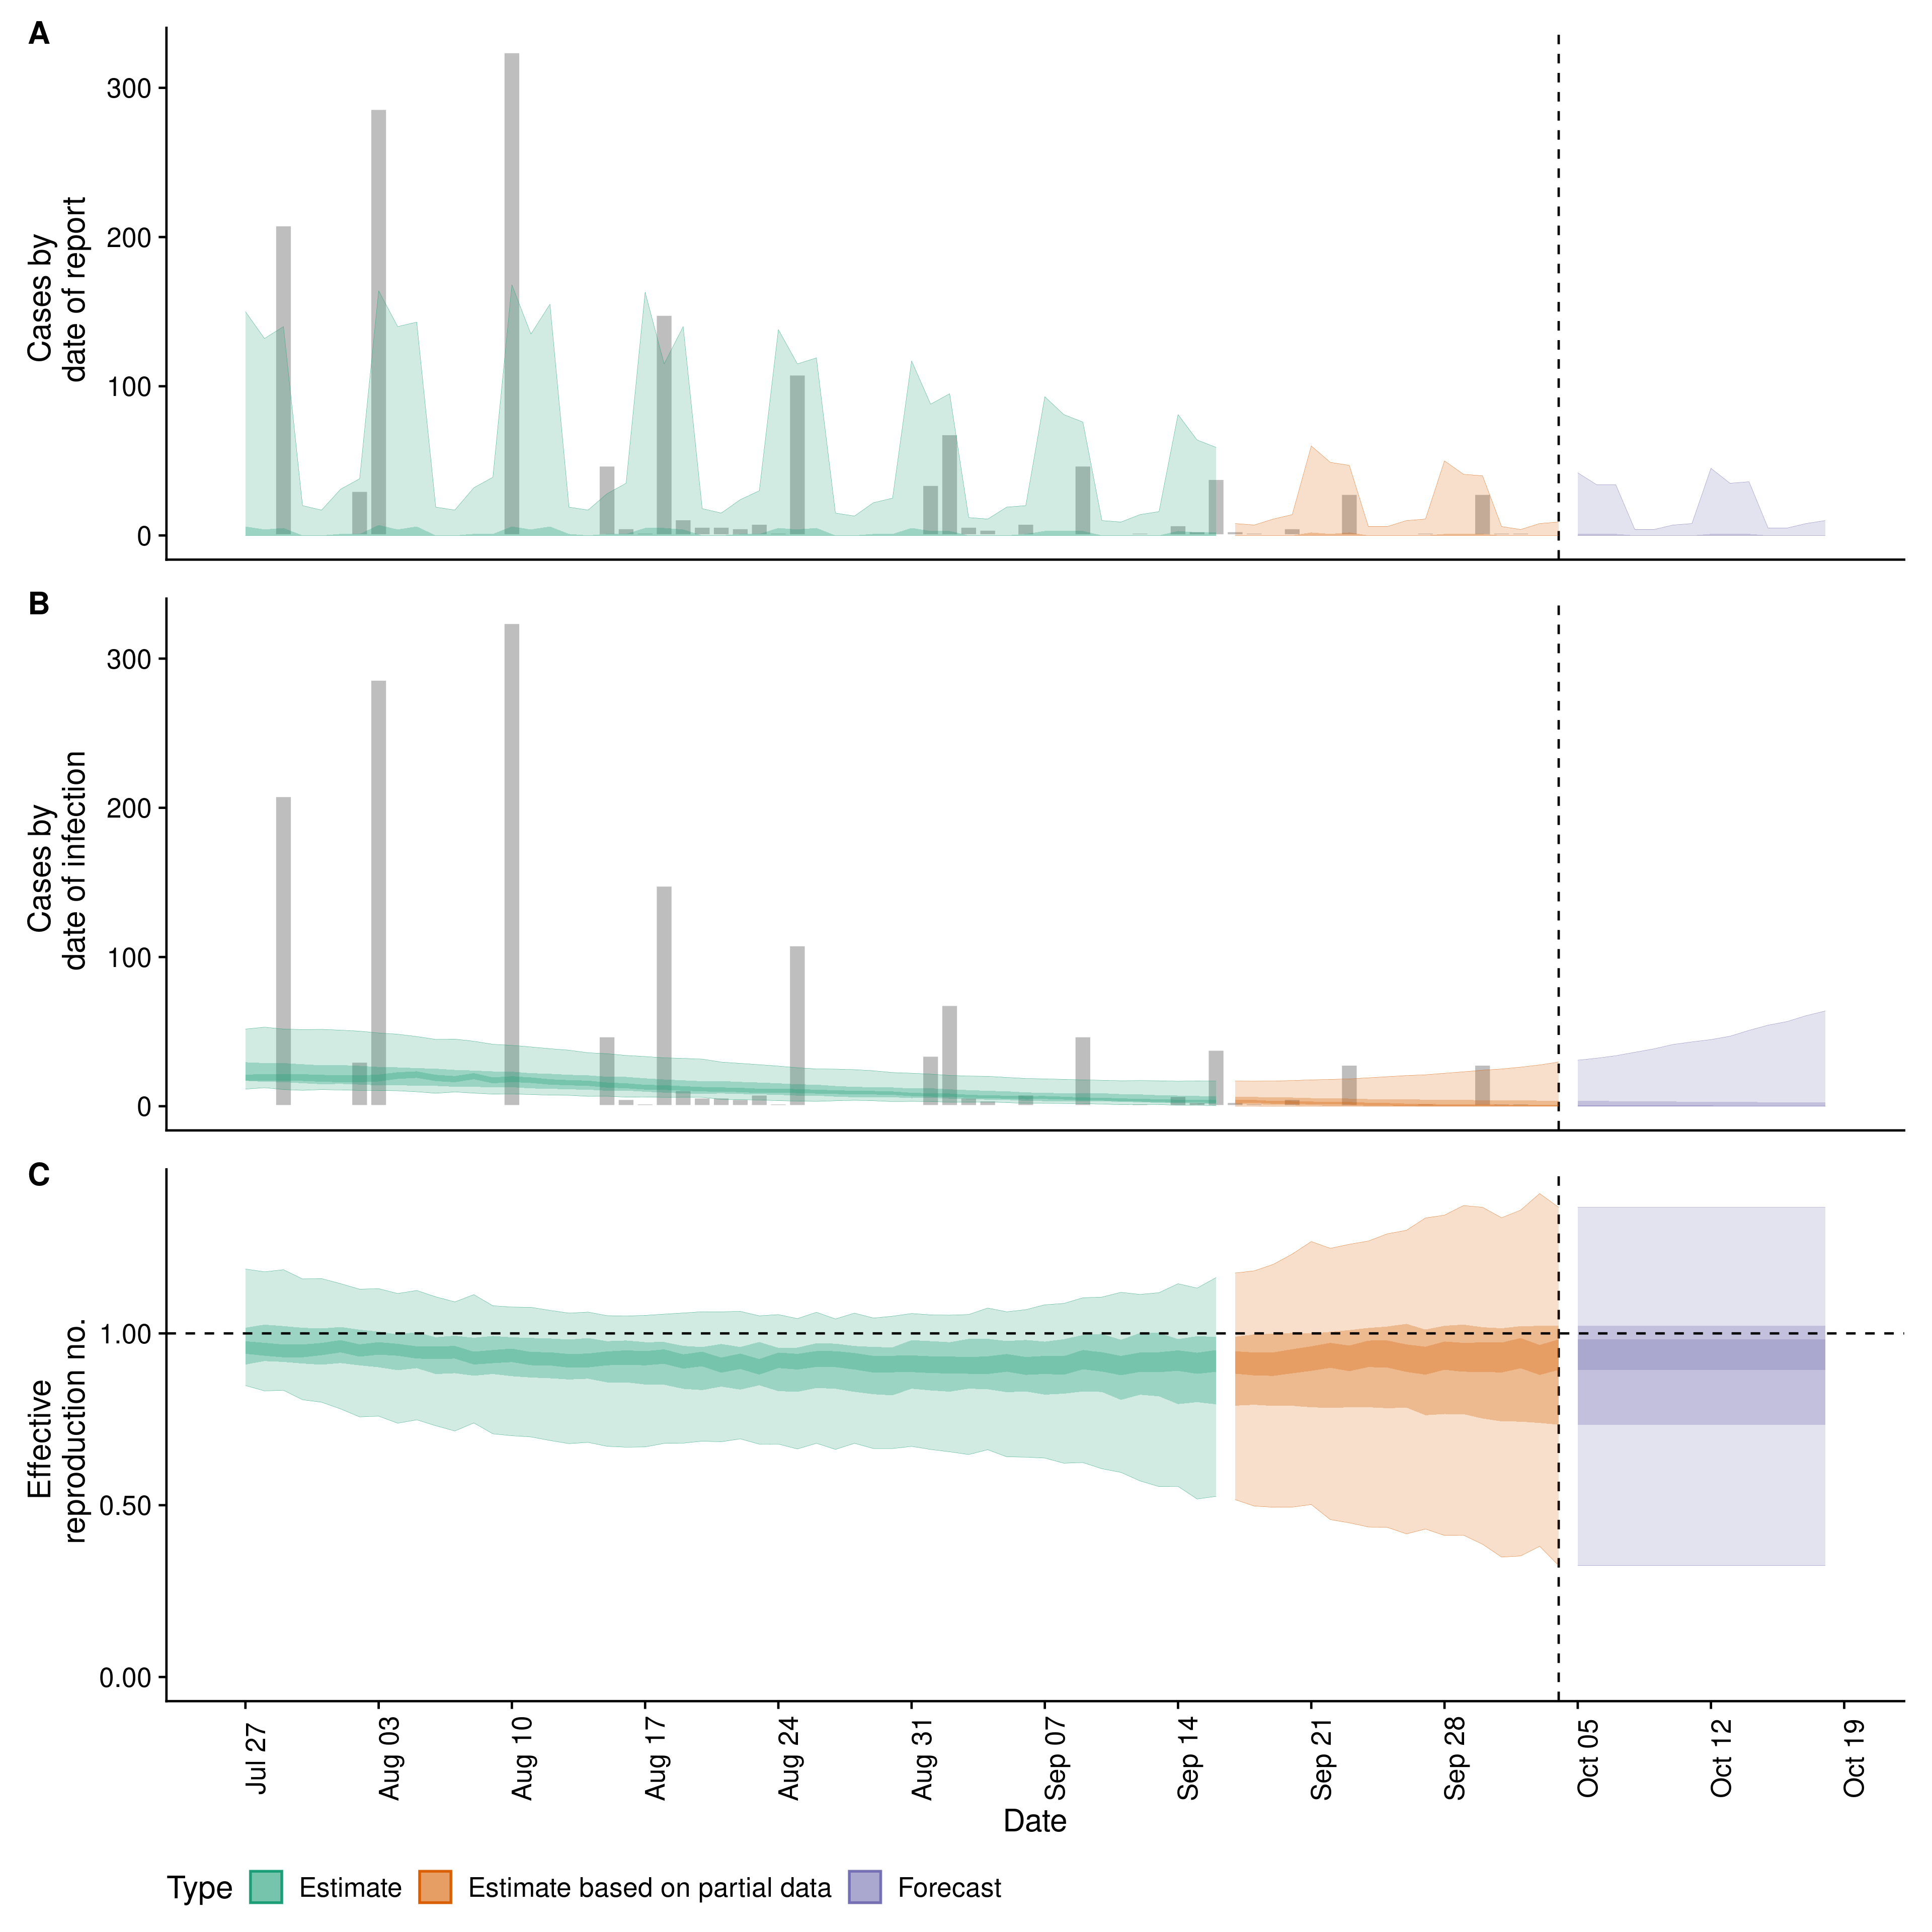 A
Cases by
date of report
300
200
100
0
B
Cases by
date of infection
300
200
100
0
C
Effective
reproduction no.
1.00
0.50
0.00
Jul 27
Aug 03
Aug 10
Aug 17
Aug 24
Aug 31
Sep 07
Sep 14
Sep 21
Sep 28
Oct 05
Oct 12
Oct 19
Date
Type Estimate Estimate based on partial data Forecast